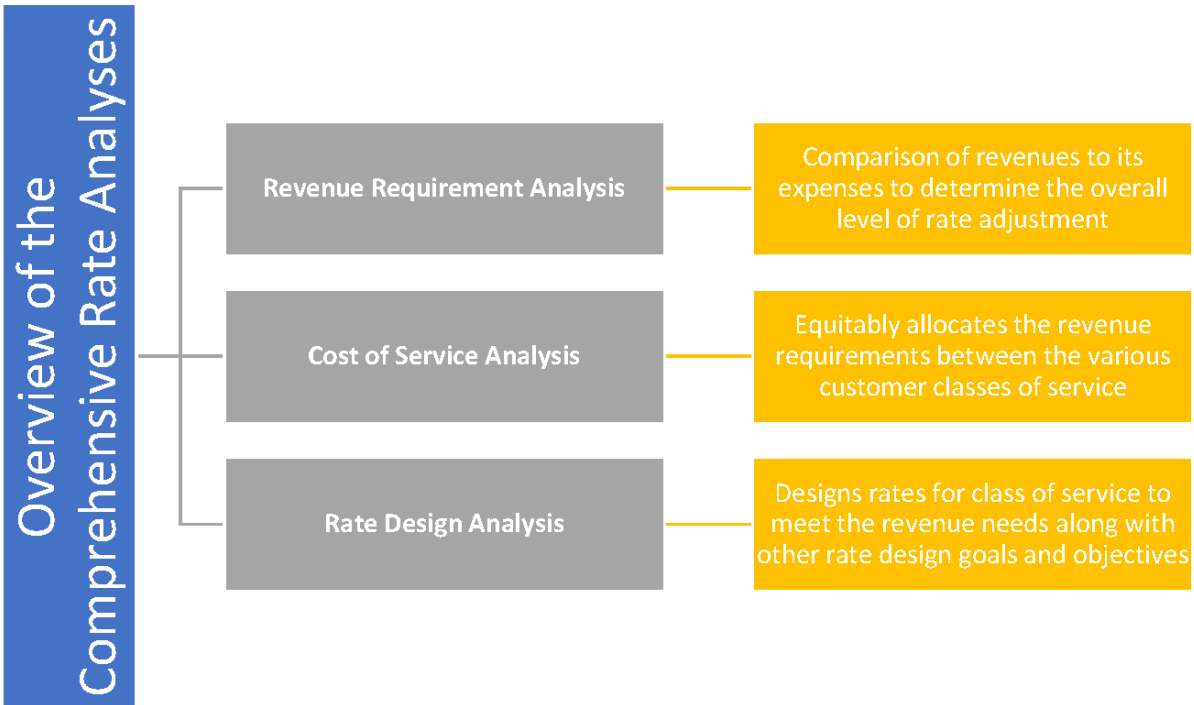 Overview of the
Comprehensive Rate Analyses
Revenue Requirement Analysis
Comparison of revenues to its
expenses to determine the overall
level of rate adjustment
Cost of Service Analysis
Equitably allocates the revenue
requirements between the various
customer classes of service
Rate Design Analysis
Designs rates for class of service to
meet the revenue needs along with
other rate design goals and objectives